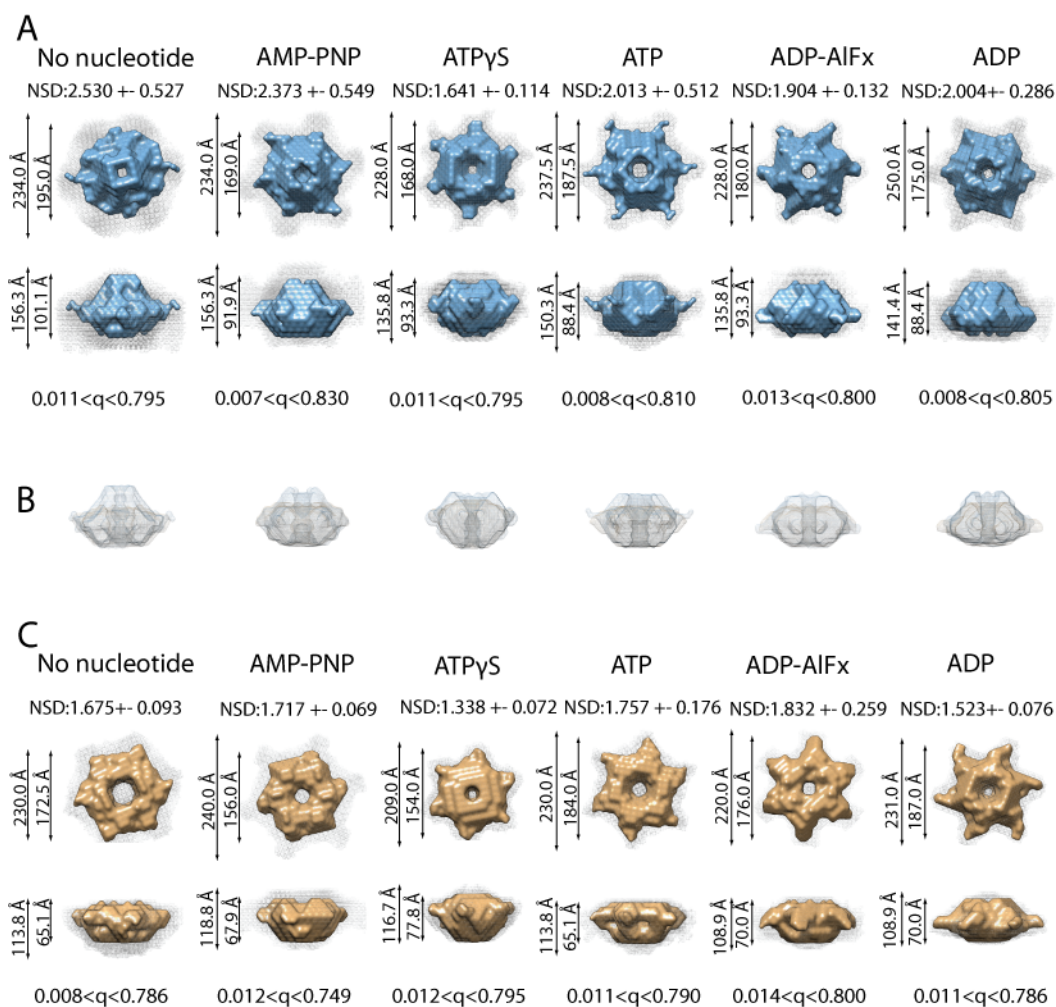 A
No nucleotide AMP-PNP ATPγS ATP ADP-AlFx ADP
NSD:2.530 +- 0.527 NSD:2.373 +- 0.549 NSD:1.641 +- 0.114 NSD:2.013 +- 0.512 NSD:1.904 +- 0.132 NSD:2.004+- 0.286
234.0 Å 195.0 Å 234.0 Å 169.0 Å 228.0 Å 168.0 Å 237.5 Å 187.5 Å 228.0 Å 180.0 Å 250.0 Å 175.0 Å
156.3 Å 101.1 Å 156.3 Å 91.9 Å 135.8 Å 93.3 Å 150.3 Å 88.4 Å 135.8 Å 93.3 Å 141.4 Å 88.4 Å
0.011<q<0.795 0.007<q<0.830 0.011<q<0.795 0.008<q<0.810 0.013<q<0.800 0.008<q<0.805
B
C
No nucleotide AMP-PNP ATPγS ATP ADP-AlFx ADP
NSD:1.675+- 0.093 NSD:1.717 +- 0.069 NSD:1.338 +- 0.072 NSD:1.757 +- 0.176 NSD:1.832 +- 0.259 NSD:1.523 +- 0.076
230.0 Å 172.5 Å 240.0 Å 156.0 Å 209.0 Å 154.0 Å 230.0 Å 184.0 Å 220.0 Å 176.0 Å 231.0 Å 187.0 Å
113.8 Å 65.1 Å 118.8 Å 67.9 Å 116.7 Å 77.8 Å 113.8 Å 65.1 Å 108.9 Å 70.0 Å 108.9 Å 70.0 Å
0.008<q<0.786 0.012<q<0.749 0.012<q<0.795 0.011<q<0.790 0.014<q<0.800 0.011<q<0.786